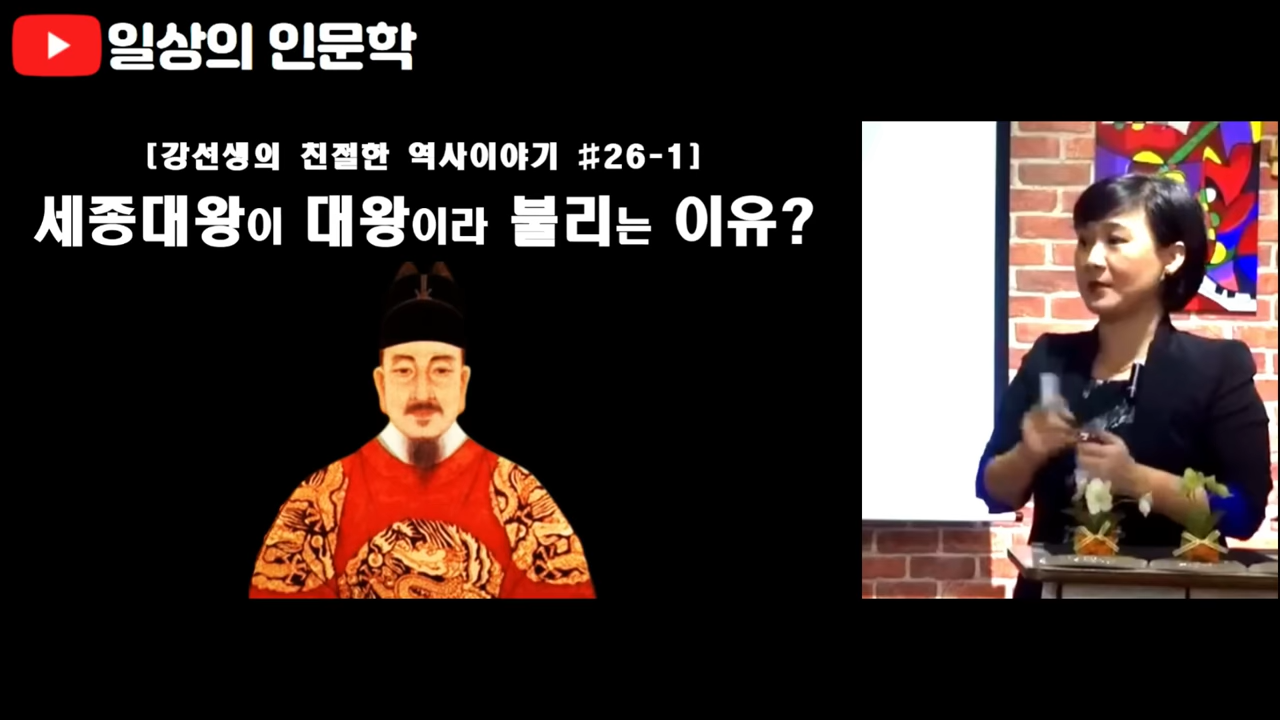 일상의 인문학
[강선생의 친절한 역사이야기 #26-1]
세종대왕이 대왕이라 불리는 이유?